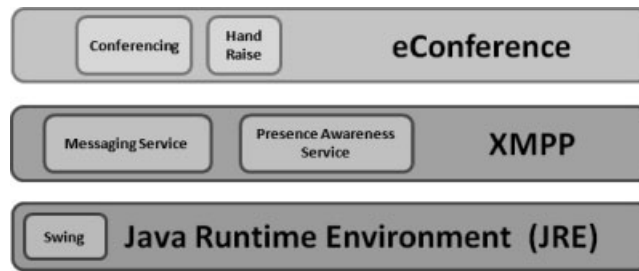 Conferencing
Hand
Raise
eConference
Messaging Service
Presence Awareness
Service
XMPP
Swing
Java Runtime Environment (JRE)